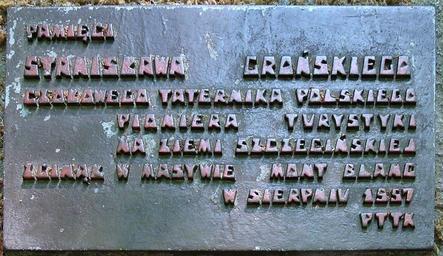 PAMIĘCI
STANISŁAWA GROŃSKIEGO
CZOŁOWEGO TATERNIKA POLSKIEGO
PIONIERA TURYSTYKI
NA ZIEMI SZCZECIŃSKIEJ
ZGINĄŁ W MASYWIE MONT BLANC
W SIERPNIU 1957
PTTK